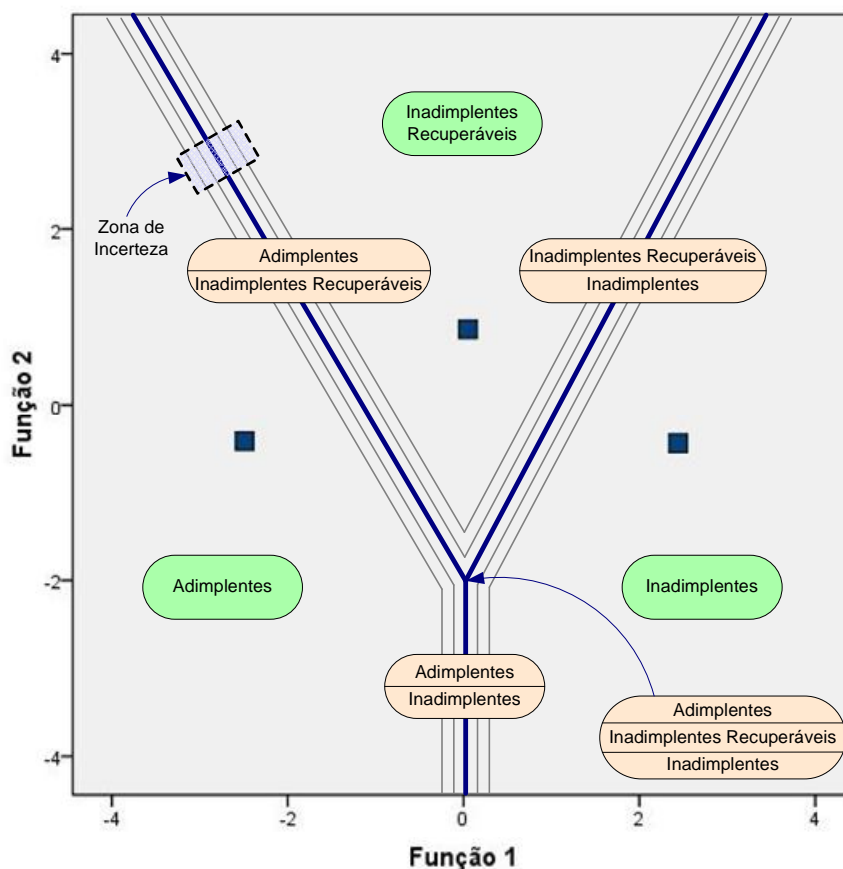 4
Inadimplentes
Recuperáveis
Zona de
Incerteza
2
Adimplentes
Inadimplentes Recuperáveis
Inadimplentes Recuperáveis
Inadimplentes
Função 2
0
-2
Adimplentes
Inadimplentes
Adimplentes
Inadimplentes
Adimplentes
Inadimplentes Recuperáveis
Inadimplentes
-4
-4 -2 0 2 4
Função 1